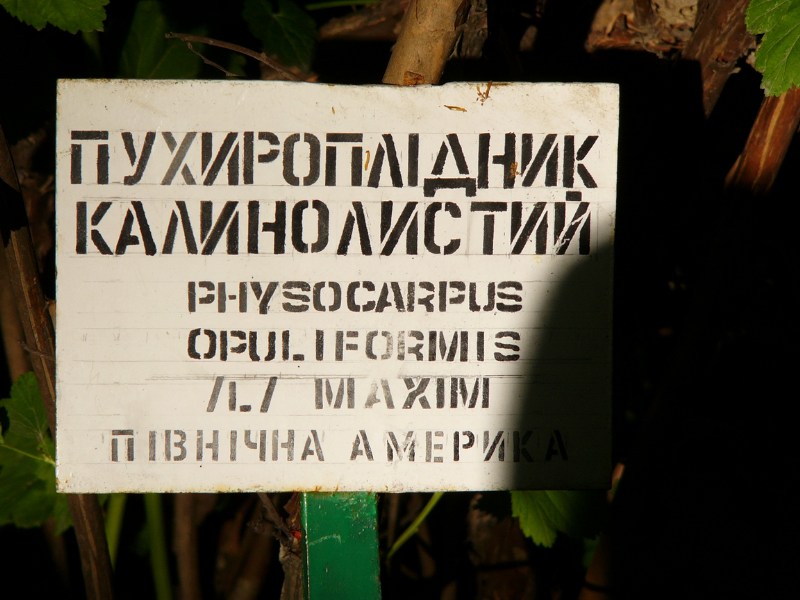 ПУХИРОПЛІДНИК
КАЛИНОЛИСТИЙ
PHYSOCARPUS
OPULIFORMIS
/L/ MAXIM
ПІВНІЧНА АМЕРИКА